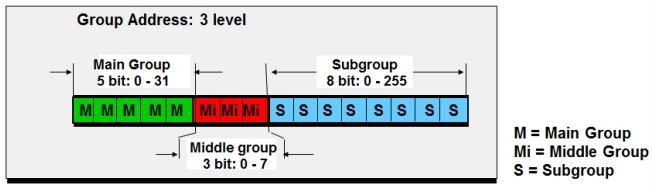 Group Address: 3 level
Main Group
5 bit: 0 - 31
Subgroup
8 bit: 0 - 255
M M M M M Mi Mi Mi S S S S S S S S
Middle group
3 bit: 0 - 7
M = Main Group
Mi = Middle Group
S = Subgroup